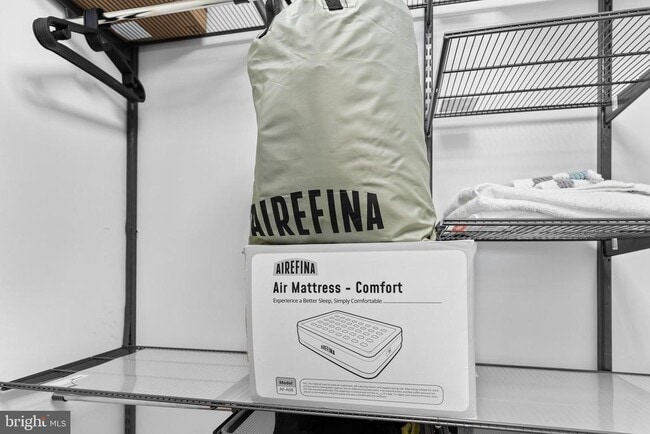 AIREFINA
AIREFINA
Air Mattress - Comfort
Experience a Better Sleep, Simply Comfortable
AIREFINA
Model
bright MLS